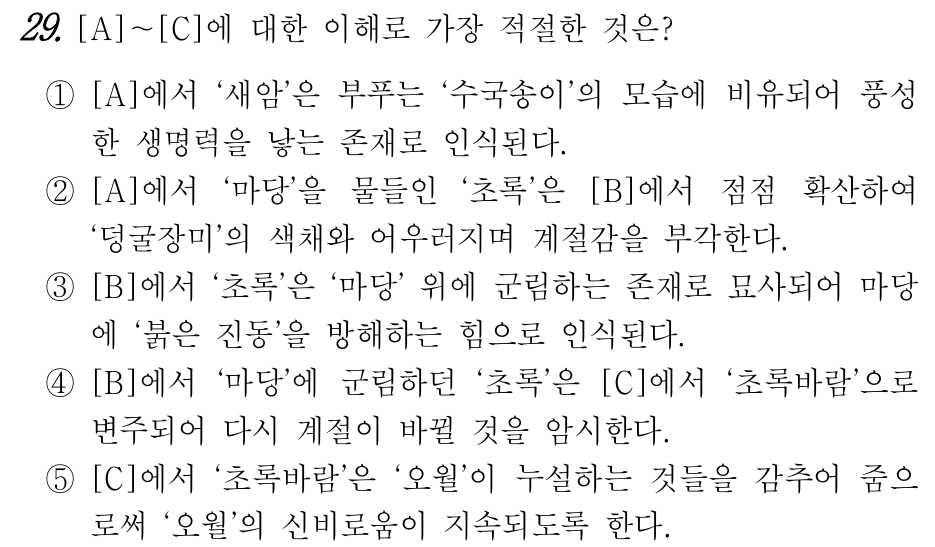 29. [A]～[C]에 대한 이해로 가장 적절한 것은?
① [A]에서 ‘새암’은 부푸는 ‘수국송이’의 모습에 비유되어 풍성
한 생명력을 낳는 존재로 인식된다.
② [A]에서 ‘마당’을 물들인 ‘초록’은 [B]에서 점점 확산하여
‘덩굴장미’의 색채와 어우러지며 계절감을 부각한다.
③ [B]에서 ‘초록’은 ‘마당’ 위에 군림하는 존재로 묘사되어 마당
에 ‘붉은 진동’을 방해하는 힘으로 인식된다.
④ [B]에서 ‘마당’에 군림하던 ‘초록’은 [C]에서 ‘초록바람’으로
변주되어 다시 계절이 바뀔 것을 암시한다.
⑤ [C]에서 ‘초록바람’은 ‘오월’이 누설하는 것들을 감추어 줌으
로써 ‘오월’의 신비로움이 지속되도록 한다.